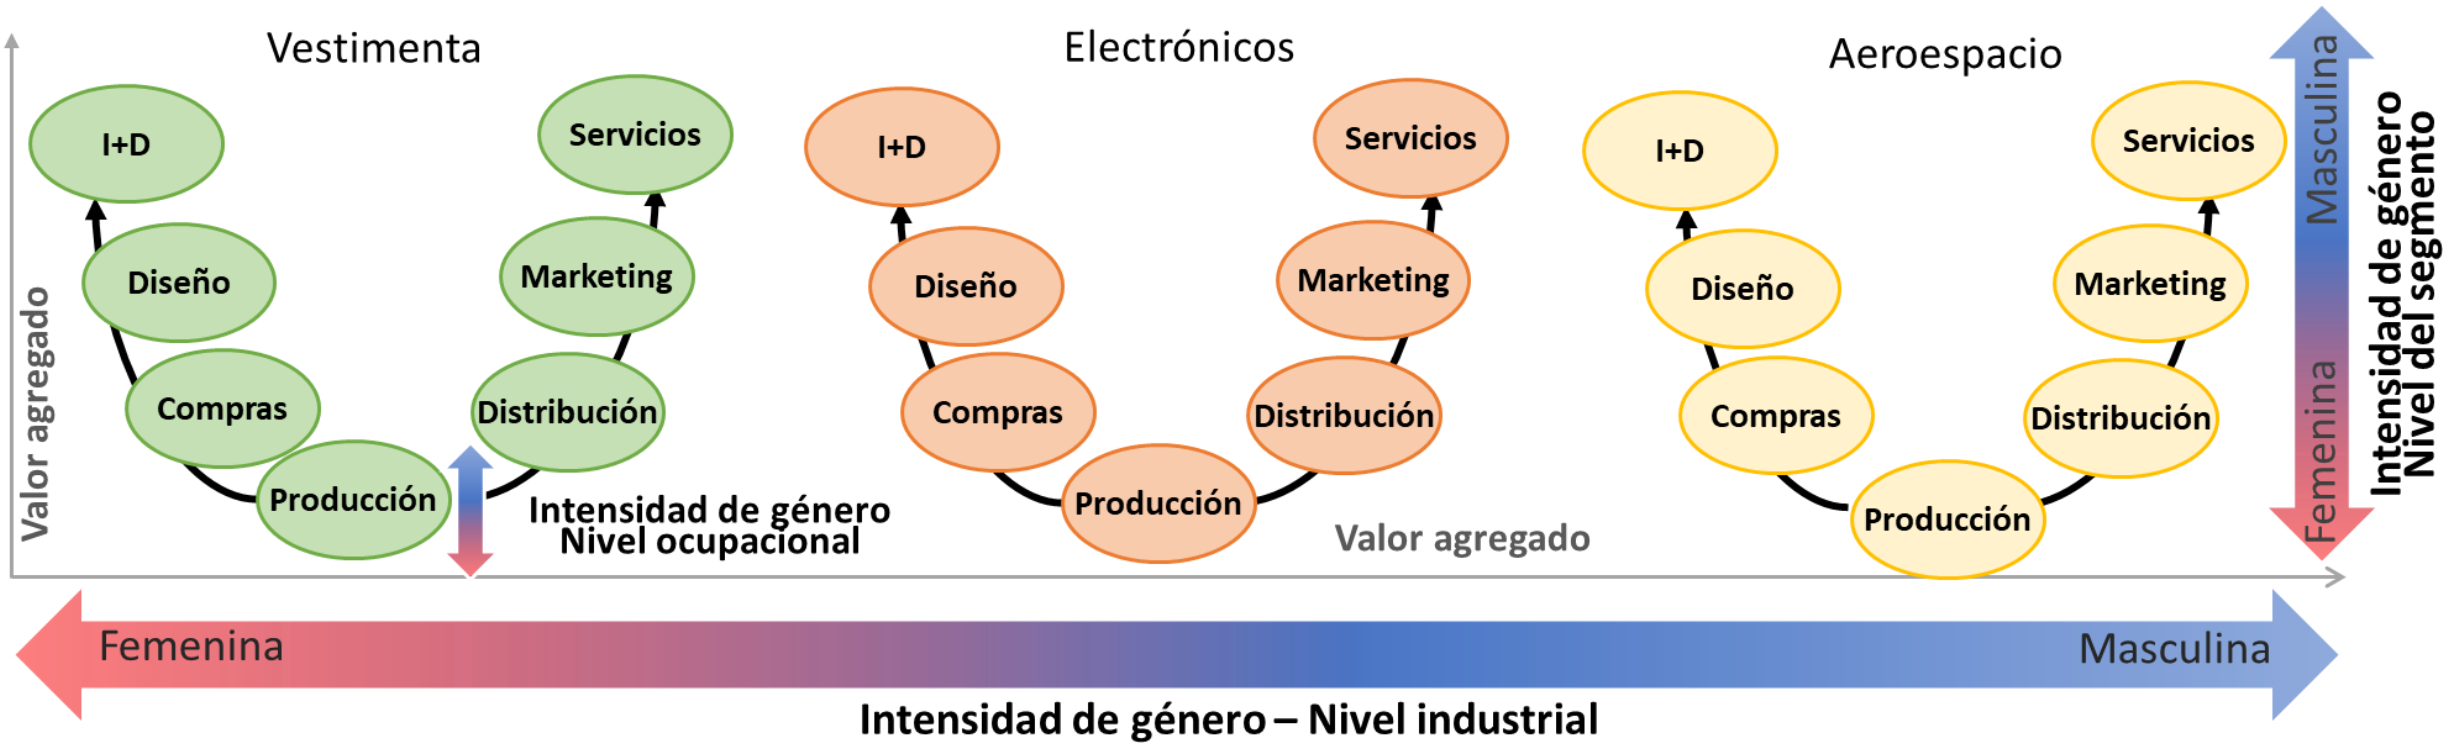 Vestimenta
Electrónicos
Aeroespacio
Valor agregado
I+D
Diseño
Compras
Producción
Distribución
Marketing
Servicios
Intensidad de género
Nivel ocupacional
I+D
Diseño
Compras
Producción
Distribución
Marketing
Servicios
Valor agregado
I+D
Diseño
Compras
Producción
Distribución
Marketing
Servicios
Masculina
Femenina
Intensidad de género
Nivel del segmento
Femenina
Masculina
Intensidad de género – Nivel industrial